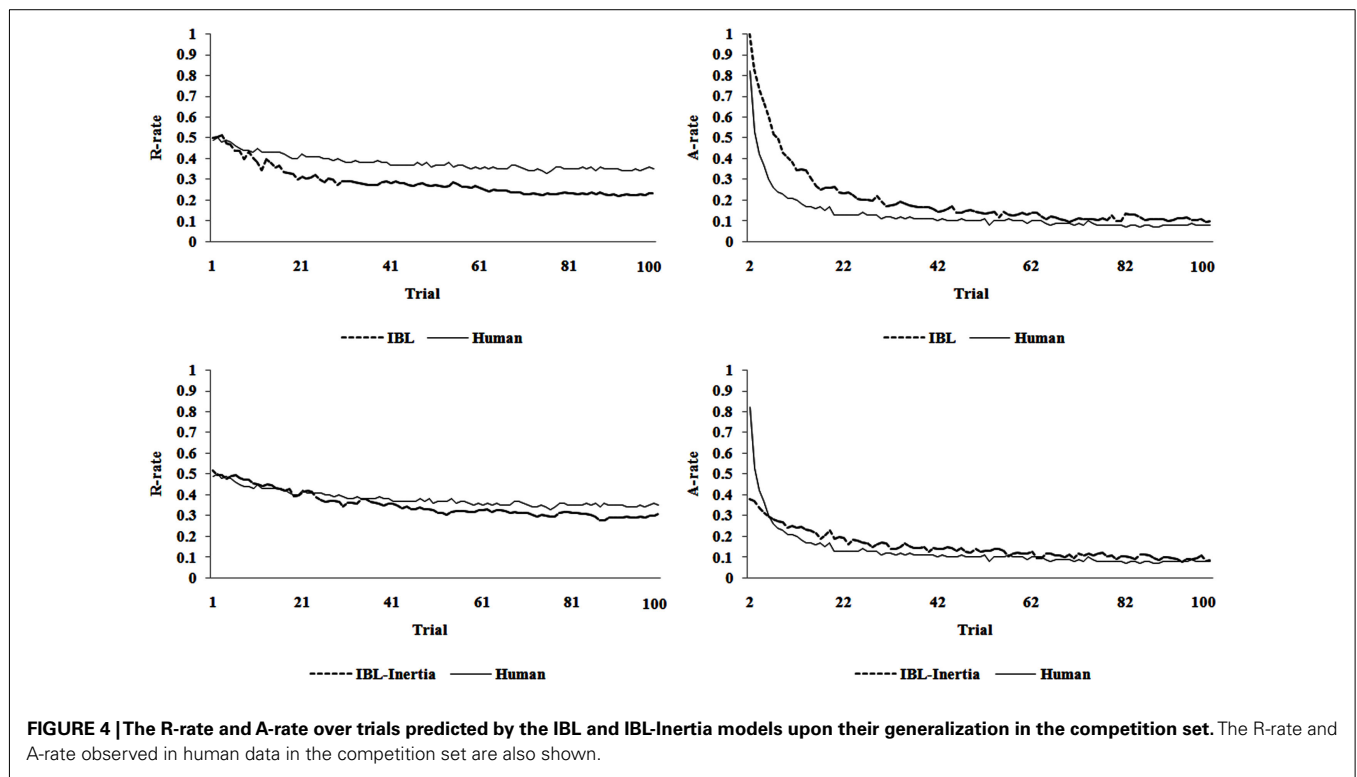 1
0.9
0.8
0.7
0.6
0.5
0.4
0.3
0.2
0.1
0
R-rate
1 21 41 61 81 100
Trial
IBL Human
1
0.9
0.8
0.7
0.6
0.5
0.4
0.3
0.2
0.1
0
A-rate
2 22 42 62 82 100
Trial
IBL Human
1
0.9
0.8
0.7
0.6
0.5
0.4
0.3
0.2
0.1
0
R-rate
1 21 41 61 81 100
Trial
IBL-Inertia Human
1
0.9
0.8
0.7
0.6
0.5
0.4
0.3
0.2
0.1
0
A-rate
2 22 42 62 82 100
Trial
IBL-Inertia Human
FIGURE 4 | The R-rate and A-rate over trials predicted by the IBL and IBL-Inertia models upon their generalization in the competition set. The R-rate and
A-rate observed in human data in the competition set are also shown.